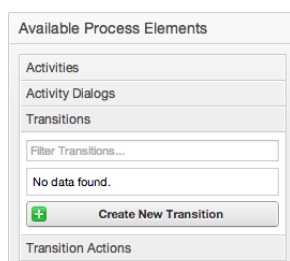 Available Process Elements
Activities
Activity Dialogs
Transitions
Filter Transitions...
No data found.
Create New Transition
Transition Actions